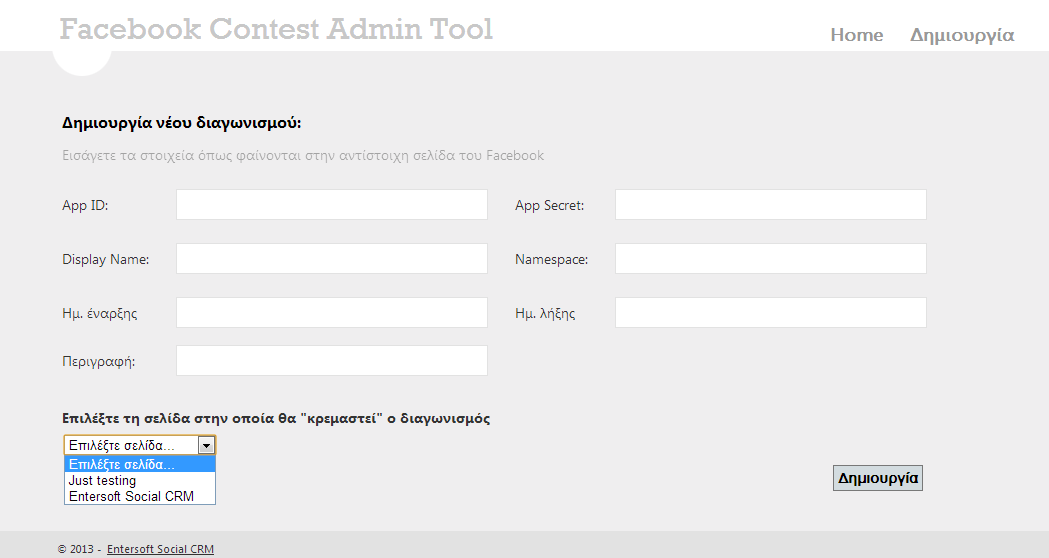 Facebook Contest Admin Tool
Home Δημιουργία
Δημιουργία νέου διαγωνισμού:
Εισάγετε τα στοιχεία όπως φαίνονται στην αντίστοιχη σελίδα του Facebook
App ID: App Secret:
Display Name: Namespace:
Ημ. έναρξης Ημ. λήξης
Περιγραφή:
Επιλέξτε τη σελίδα στην οποία θα "κρεμαστεί" ο διαγωνισμός
Επιλέξτε σελίδα...
Επιλέξτε σελίδα...
Just testing
Entersoft Social CRM
Δημιουργία
© 2013 - Entersoft Social CRM